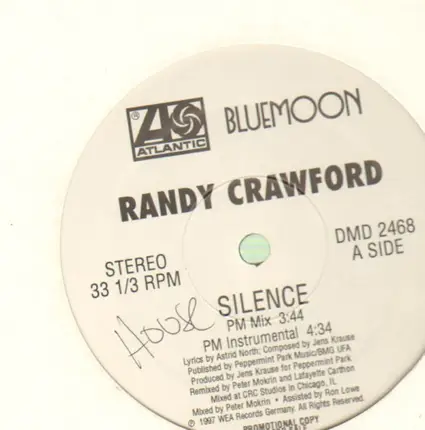 ATLANTIC
BLUEMOON
RANDY CRAWFORD
STEREO
33 1/3 RPM
DMD 2468
A SIDE
HOUSE
SILENCE
PM Mix 3:44
PM Instrumental 4:34
Lyrics by Astrid North; Composed by Jens Krause
Published by Peppermint Park Music/BMG UFA
Produced by Jens Krause for Peppermint Park
Remixed by Peter Mokrin and Lafayette Carthon
Mixed at CRC Studios in Chicago, IL
Mixed by Peter Mokrin • Assisted by Ron Lowe
℗ 1997 WEA Records Germany. All Rights Reserved.
PROMOTIONAL COPY